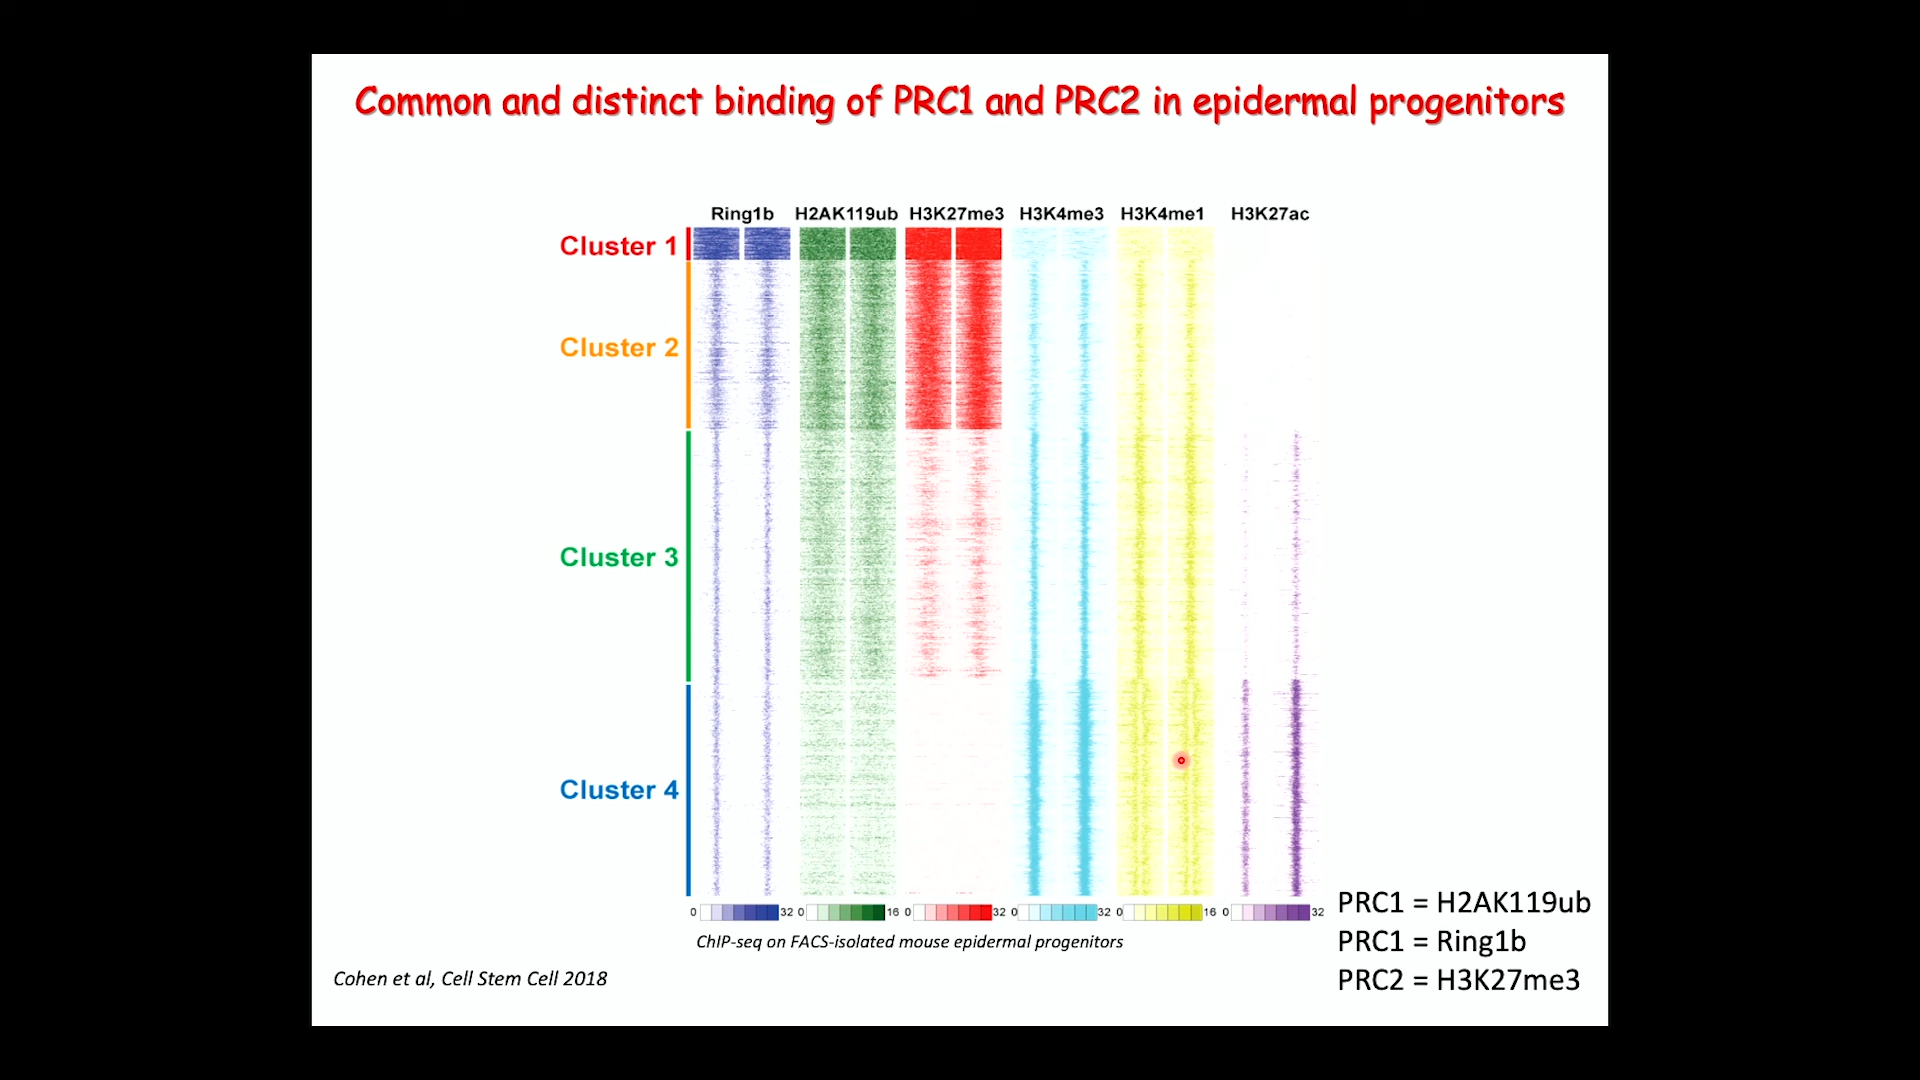 Common and distinct binding of PRC1 and PRC2 in epidermal progenitors
Ring1b H2AK119ub H3K27me3 H3K4me3 H3K4me1 H3K27ac
Cluster 1
Cluster 2
Cluster 3
Cluster 4
0 32 0 16 0 32 0 32 0 16 0 32
ChIP-seq on FACS-isolated mouse epidermal progenitors
PRC1 = H2AK119ub
PRC1 = Ring1b
PRC2 = H3K27me3
Cohen et al, Cell Stem Cell 2018